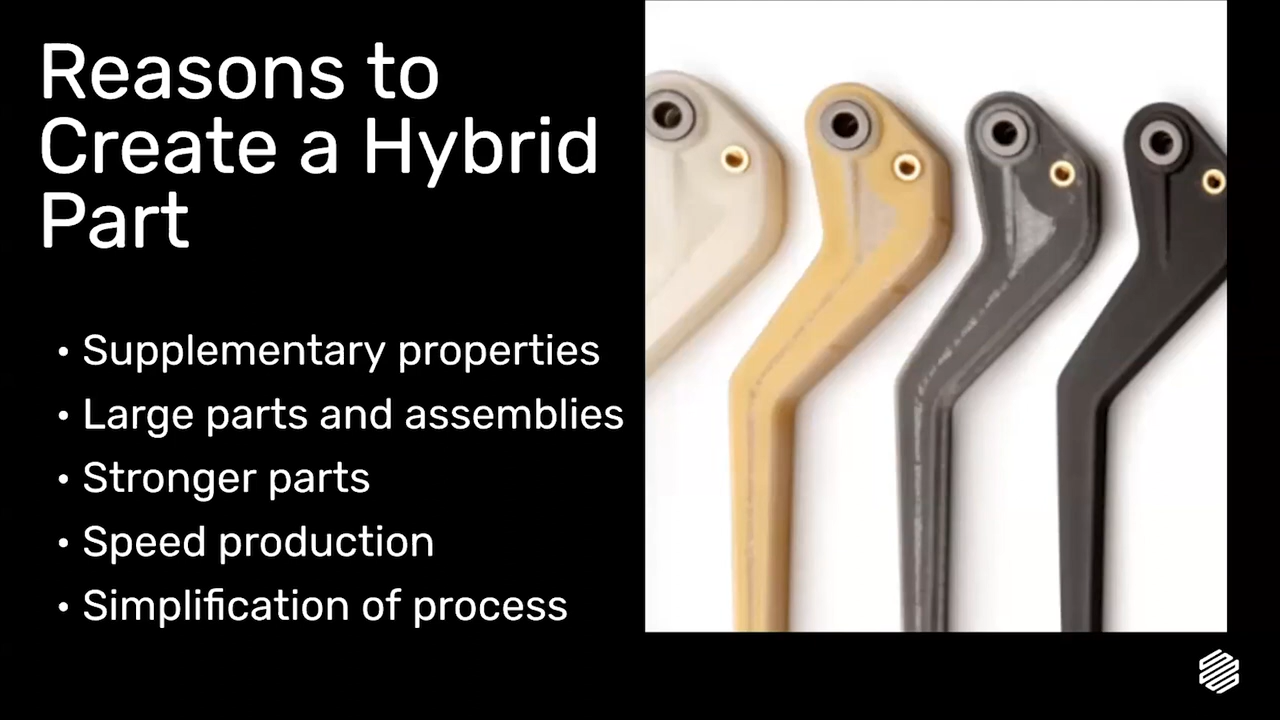 Reasons to
Create a Hybrid
Part
• Supplementary properties
• Large parts and assemblies
• Stronger parts
• Speed production
• Simplification of process